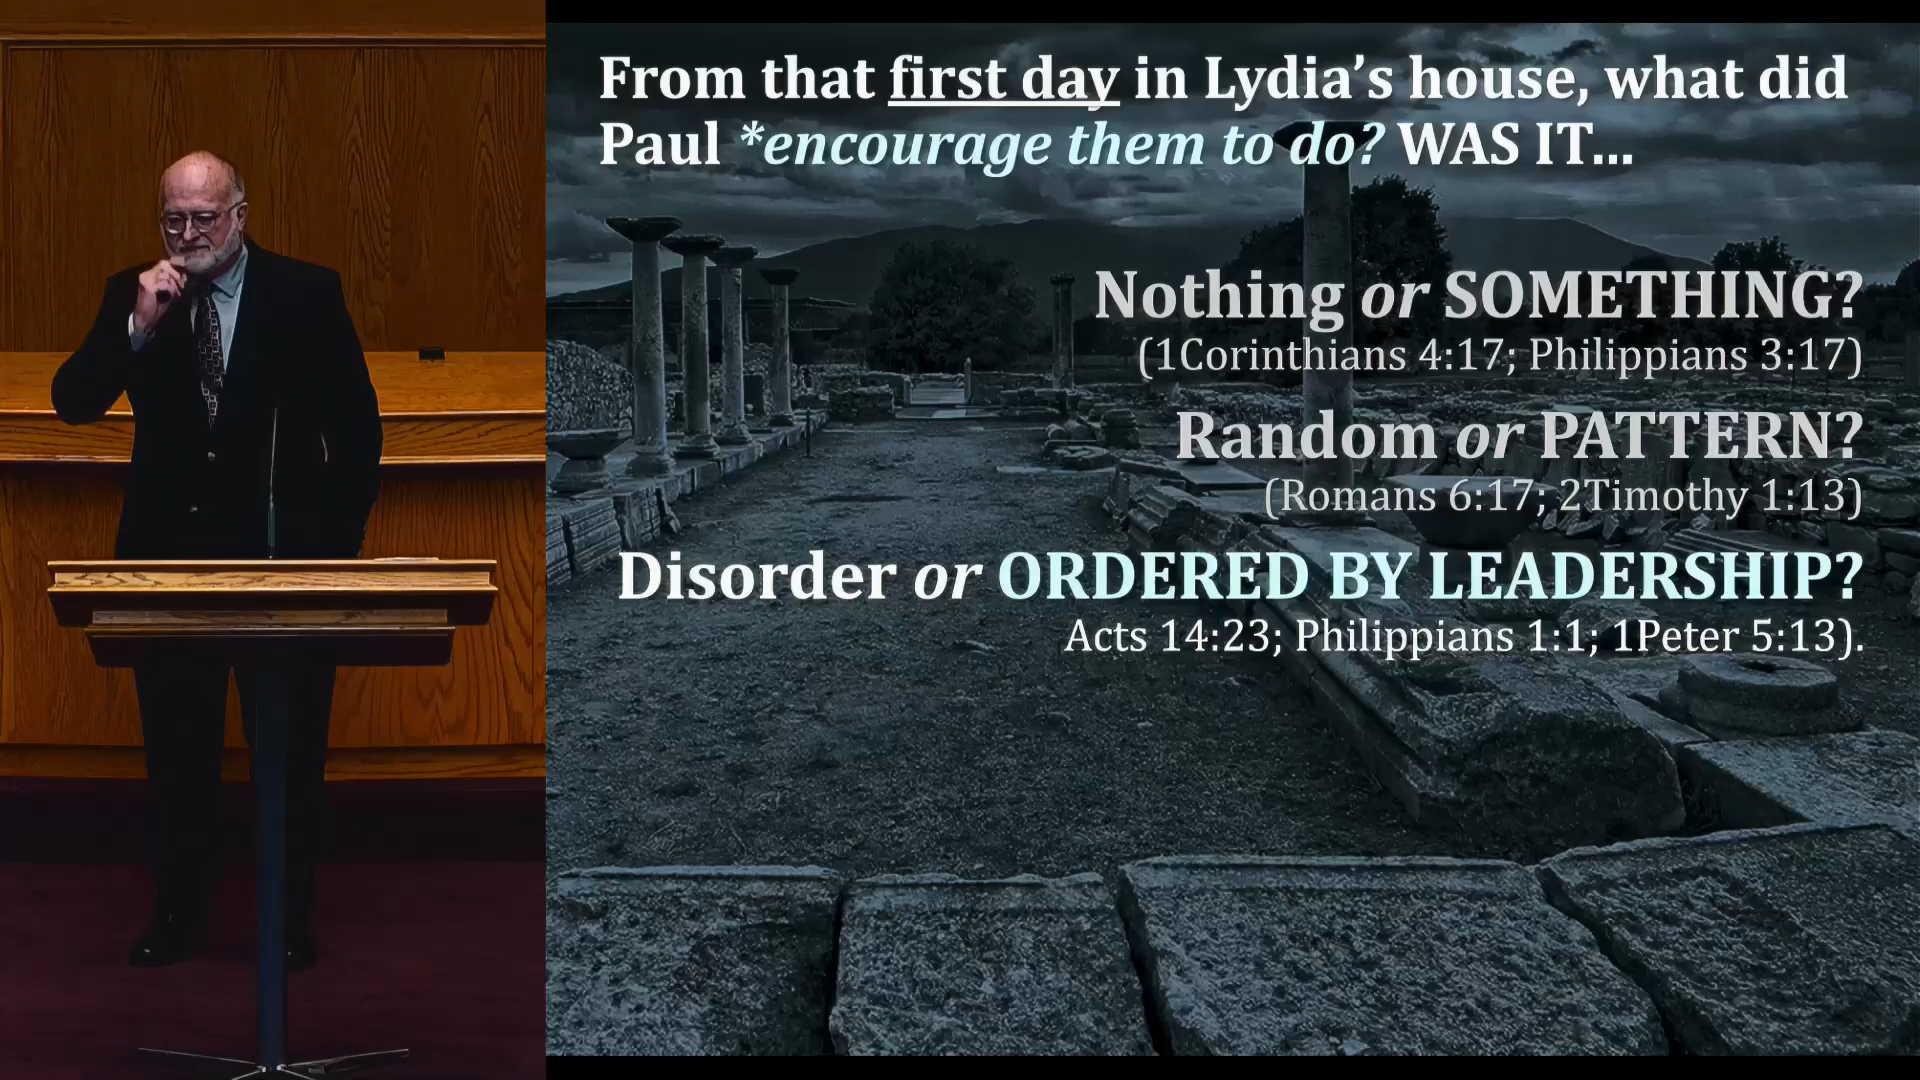 From that first day in Lydia’s house, what did
Paul *encourage them to do? WAS IT...
Nothing or SOMETHING?
(1Corinthians 4:17; Philippians 3:17)
Random or PATTERN?
(Romans 6:17; 2Timothy 1:13)
Disorder or ORDERED BY LEADERSHIP?
Acts 14:23; Philippians 1:1; 1Peter 5:13).